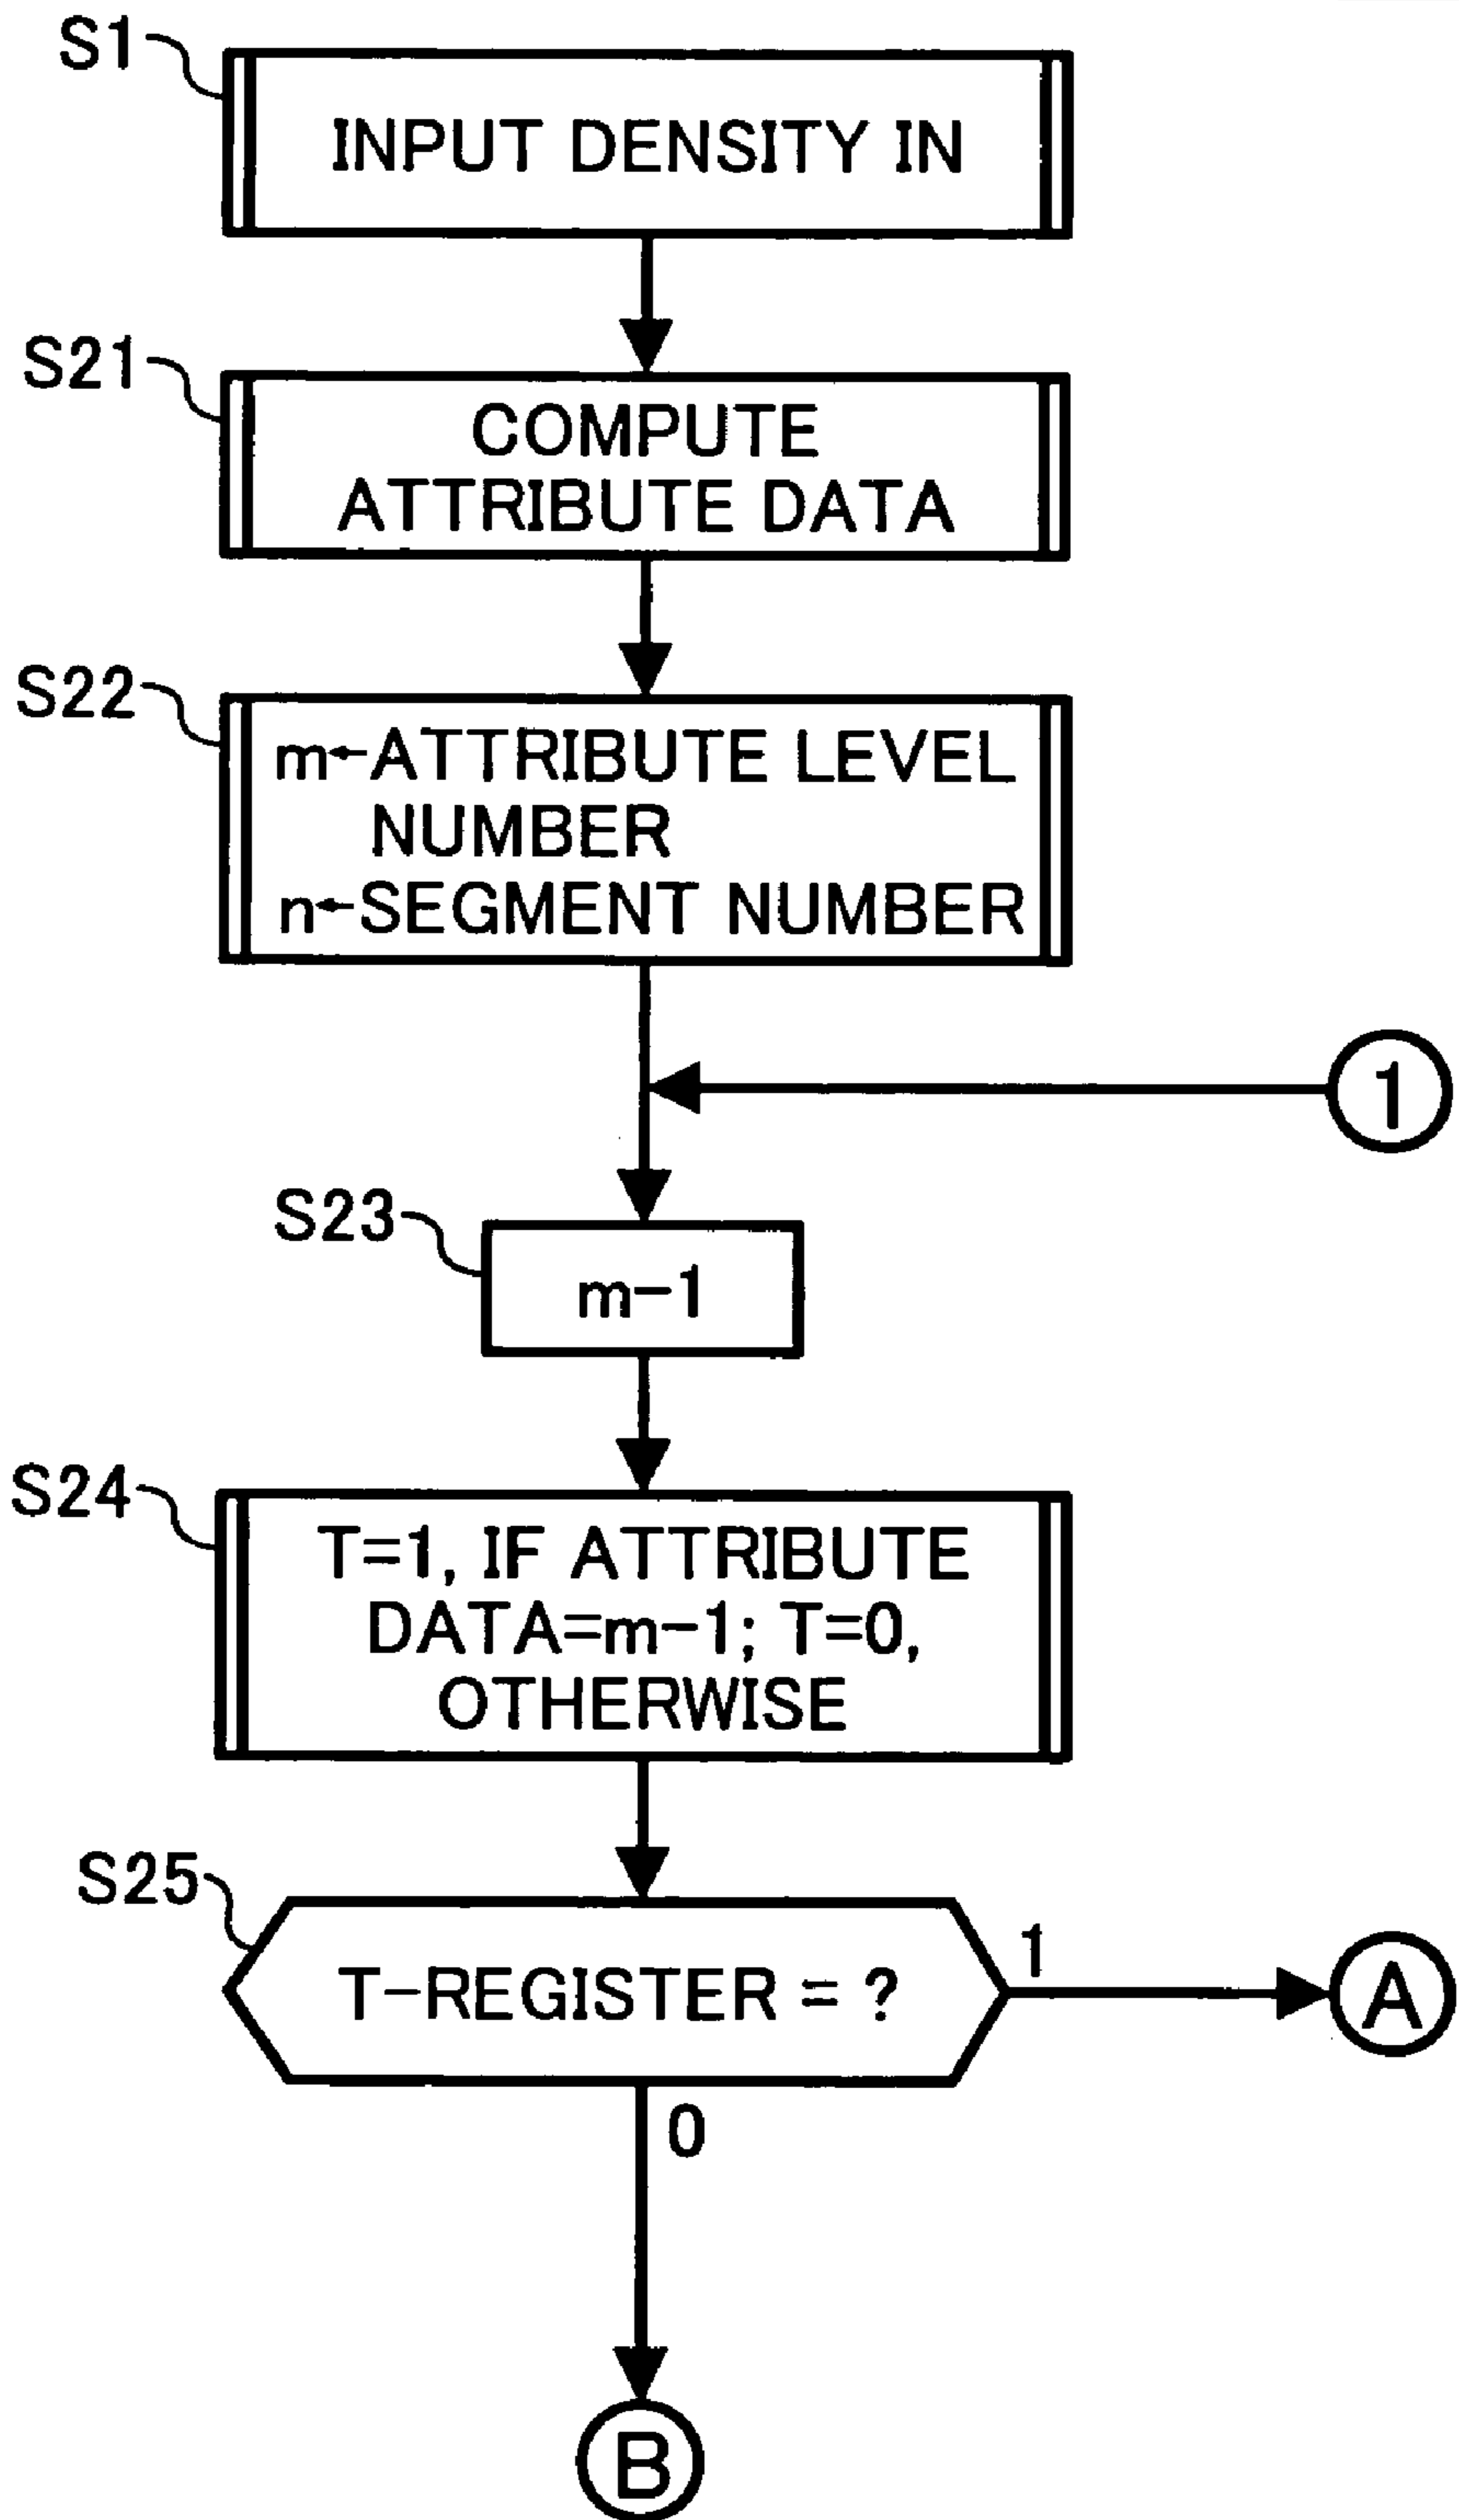 S1
INPUT DENSITY IN
S21
COMPUTE
ATTRIBUTE DATA
S22
m←ATTRIBUTE LEVEL
NUMBER
n←SEGMENT NUMBER
1
S23
m-1
S24
T=1, IF ATTRIBUTE
DATA=m-1; T=0,
OTHERWISE
S25
T-REGISTER = ?
1
A
0
B